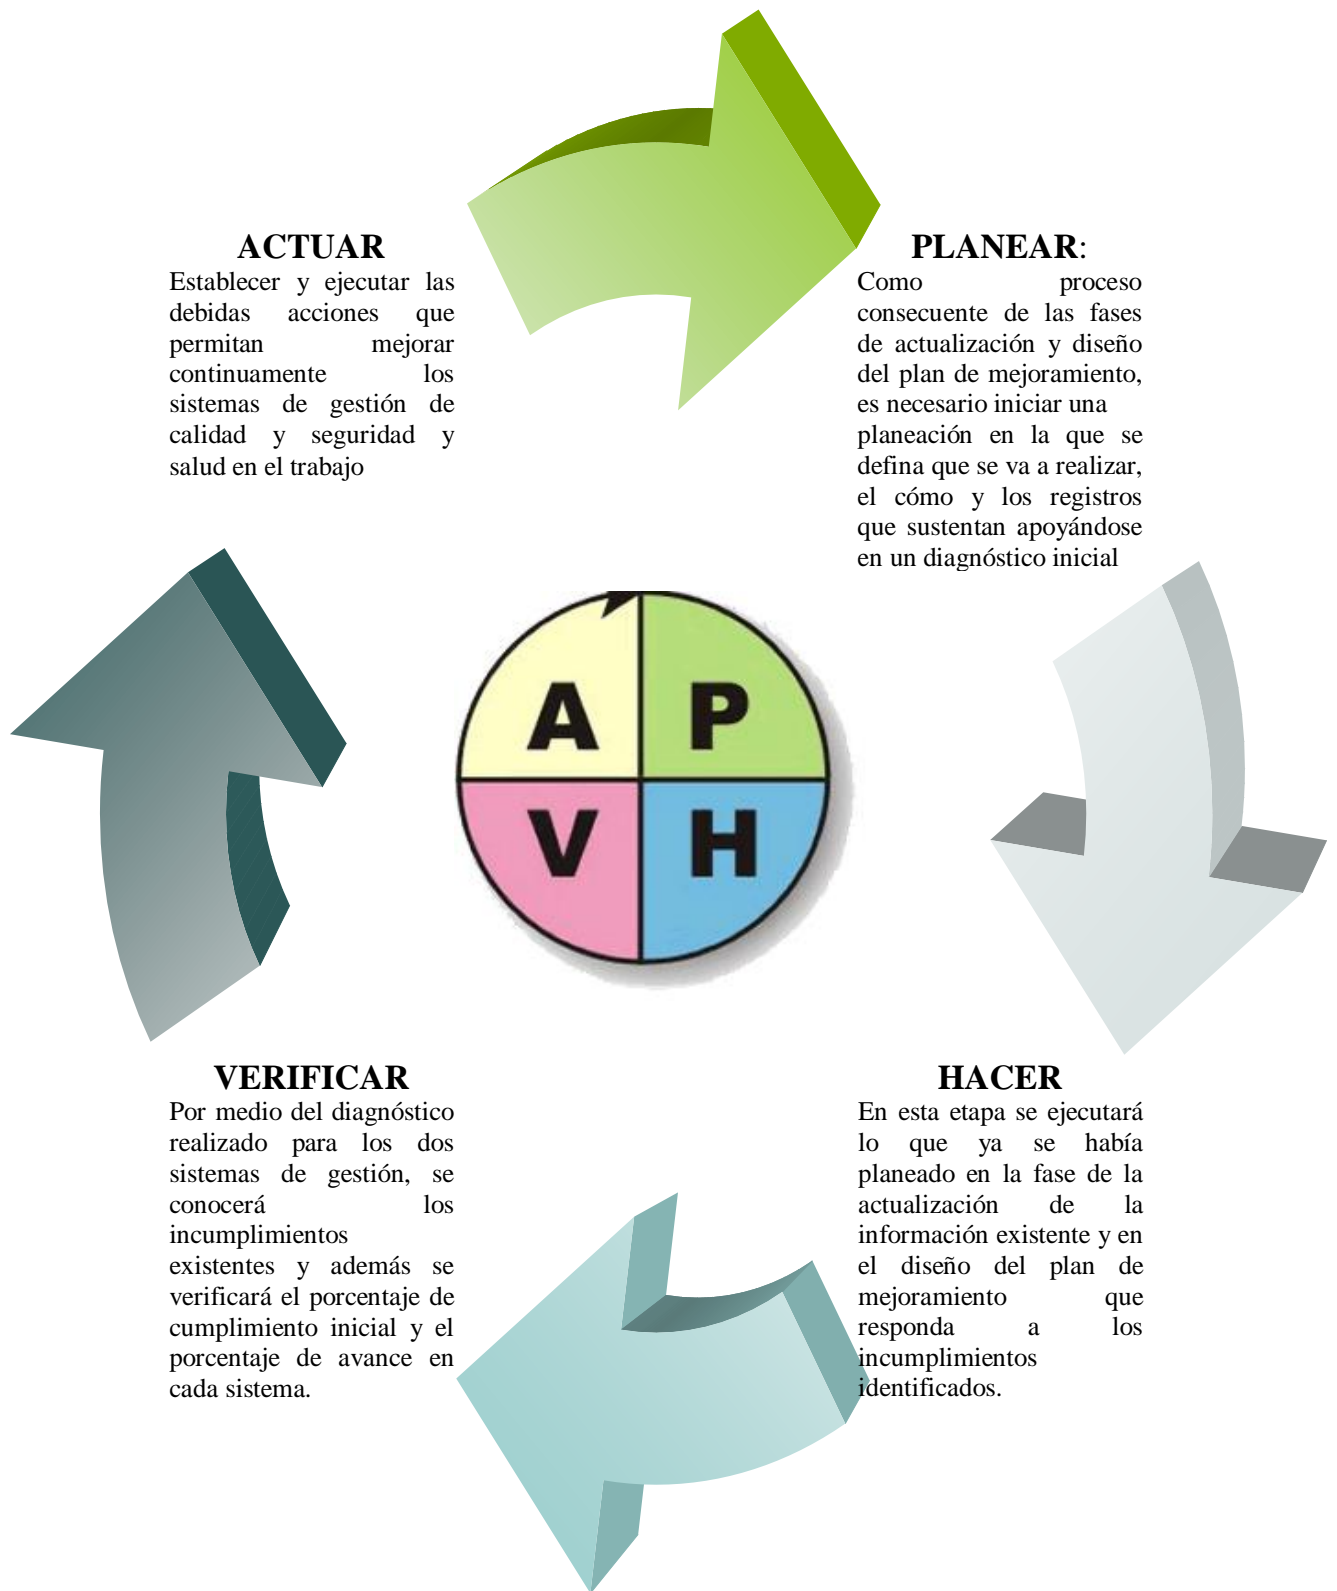 ACTUAR
Establecer y ejecutar las
debidas acciones que
permitan mejorar
continuamente los
sistemas de gestión de
calidad y seguridad y
salud en el trabajo
PLANEAR:
Como proceso
consecuente de las fases
de actualización y diseño
del plan de mejoramiento,
es necesario iniciar una
planeación en la que se
defina que se va a realizar,
el cómo y los registros
que sustentan apoyándose
en un diagnóstico inicial
A P
V H
VERIFICAR
Por medio del diagnóstico
realizado para los dos
sistemas de gestión, se
conocerá los
incumplimientos
existentes y además se
verificará el porcentaje de
cumplimiento inicial y el
porcentaje de avance en
cada sistema.
HACER
En esta etapa se ejecutará
lo que ya se había
planeado en la fase de la
actualización de la
información existente y en
el diseño del plan de
mejoramiento que
responda a los
incumplimientos
identificados.